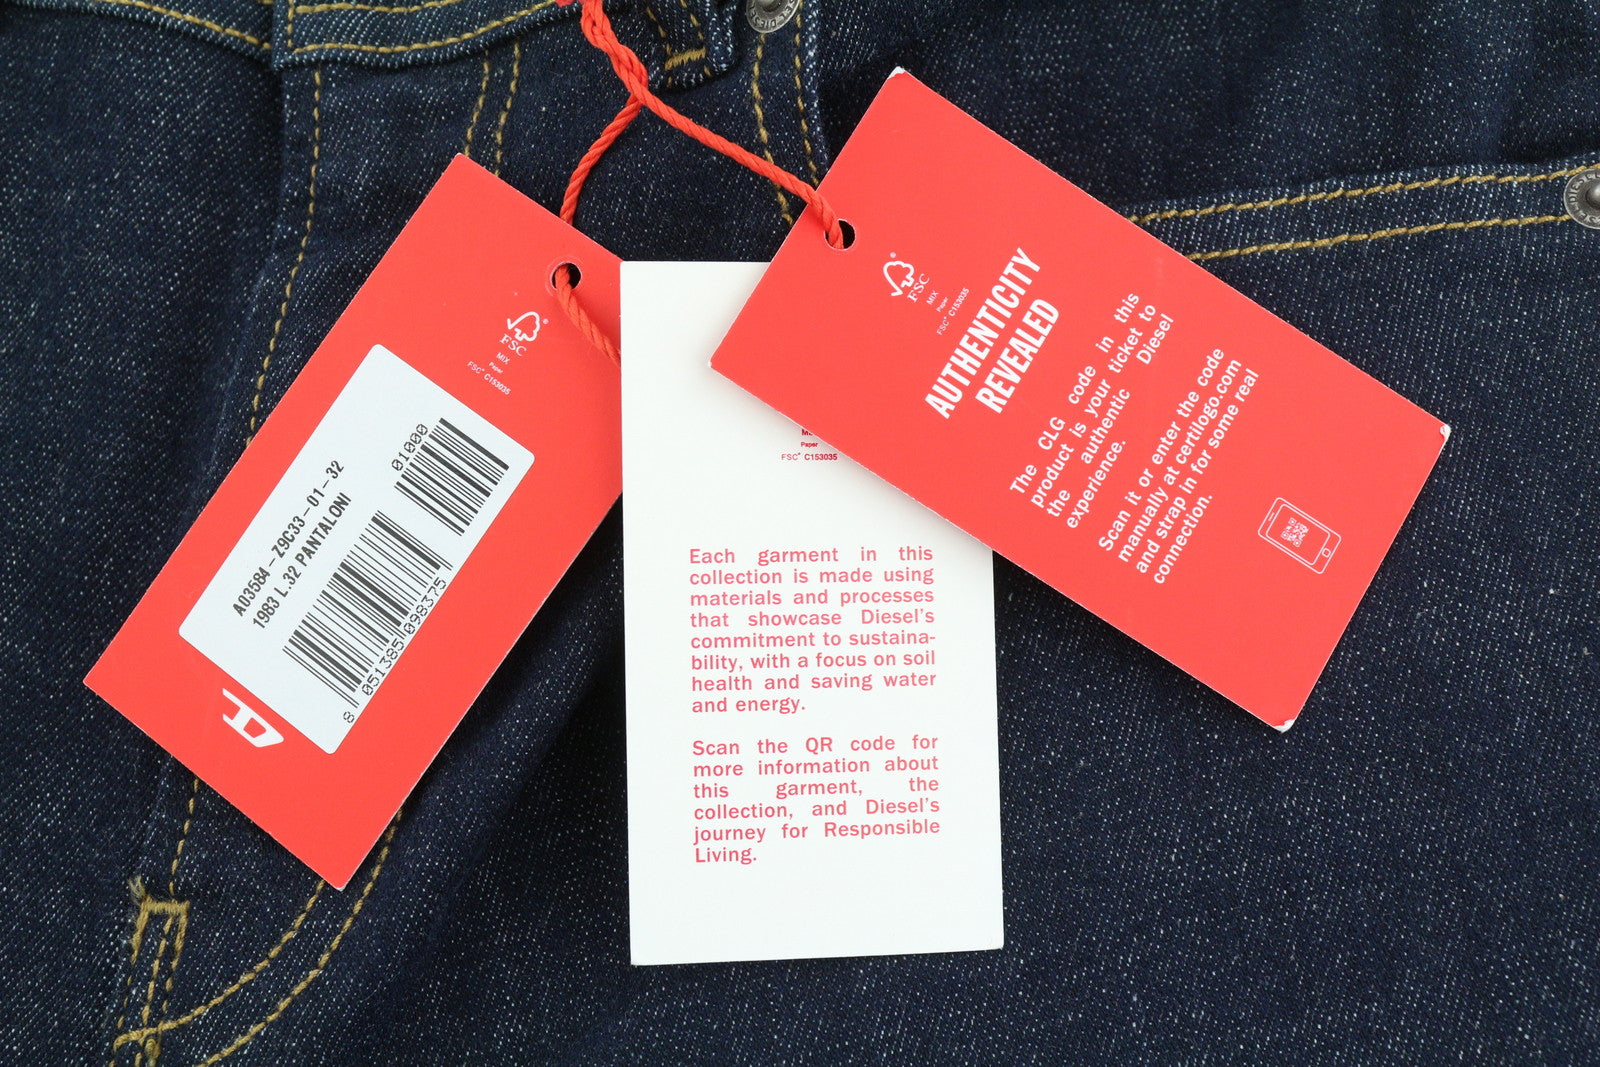 FSC®
MIX
Paper
FSC® C153035
A03584-Z9C33-01-32
1983 L.32 PANTALONI
01000
8 051385 098375
Paper
FSC® C153035
Each garment in this
collection is made using
materials and processes
that showcase Diesel's
commitment to sustaina-
bility, with a focus on soil
health and saving water
and energy.
Scan the QR code for
more information about
this garment, the
collection, and Diesel's
journey for Responsible
Living.
FSC
MIX
Paper
FSC® C153035
AUTHENTICITY
REVEALED
The CLG code in this
product is your ticket to
the authentic Diesel
experience.
Scan it or enter the code
manually at certilogo.com
and strap in for some real
connection.